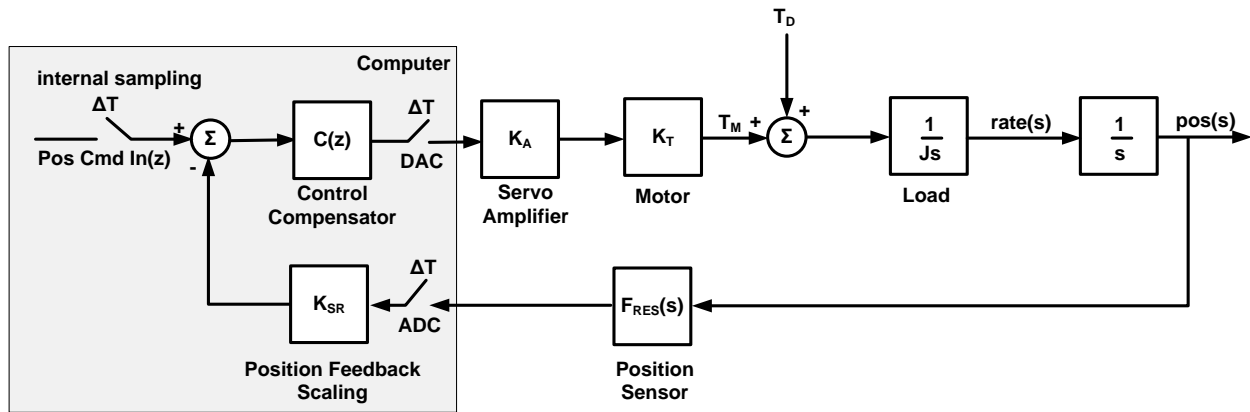 T_D
Computer
internal sampling
ΔT
+
Σ
-
Pos Cmd In(z)
C(z)
Control
Compensator
ΔT
DAC
K_A
Servo
Amplifier
K_T
Motor
T_M
+
+
Σ
1
Js
Load
rate(s)
1
s
pos(s)
K_SR
Position Feedback
Scaling
ΔT
ADC
F_RES(s)
Position
Sensor